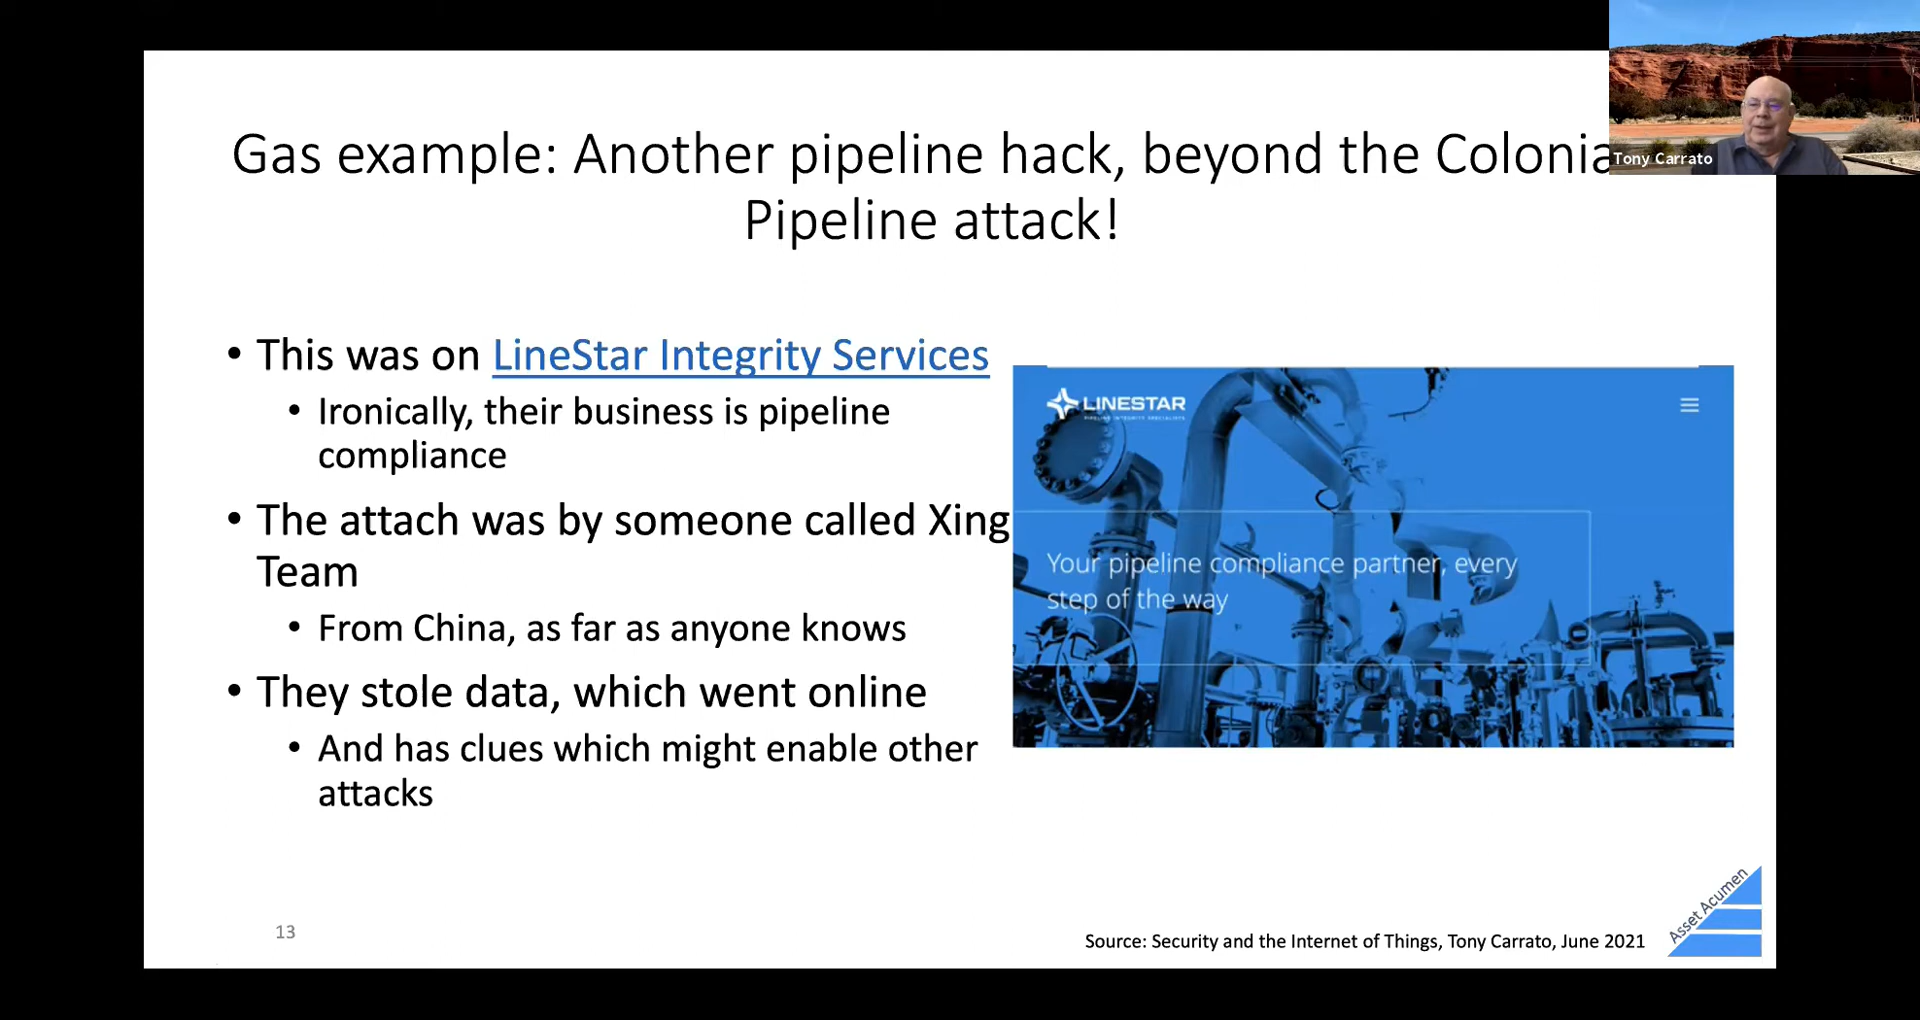 Gas example: Another pipeline hack, beyond the Colonia
Pipeline attack!
Tony Carrato
• This was on LineStar Integrity Services
• Ironically, their business is pipeline
compliance
• The attach was by someone called Xing
Team
• From China, as far as anyone knows
• They stole data, which went online
• And has clues which might enable other
attacks
LINESTAR
PIPELINE INTEGRITY SPECIALISTS
Your pipeline compliance partner, every
step of the way
13
Source: Security and the Internet of Things, Tony Carrato, June 2021
Asset Acumen